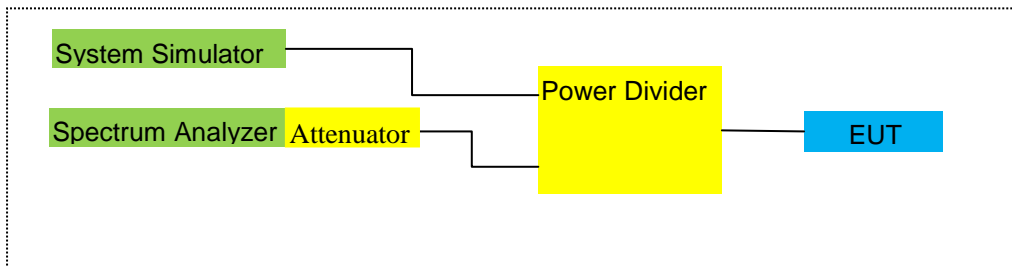 System Simulator
Power Divider
Spectrum Analyzer Attenuator
EUT